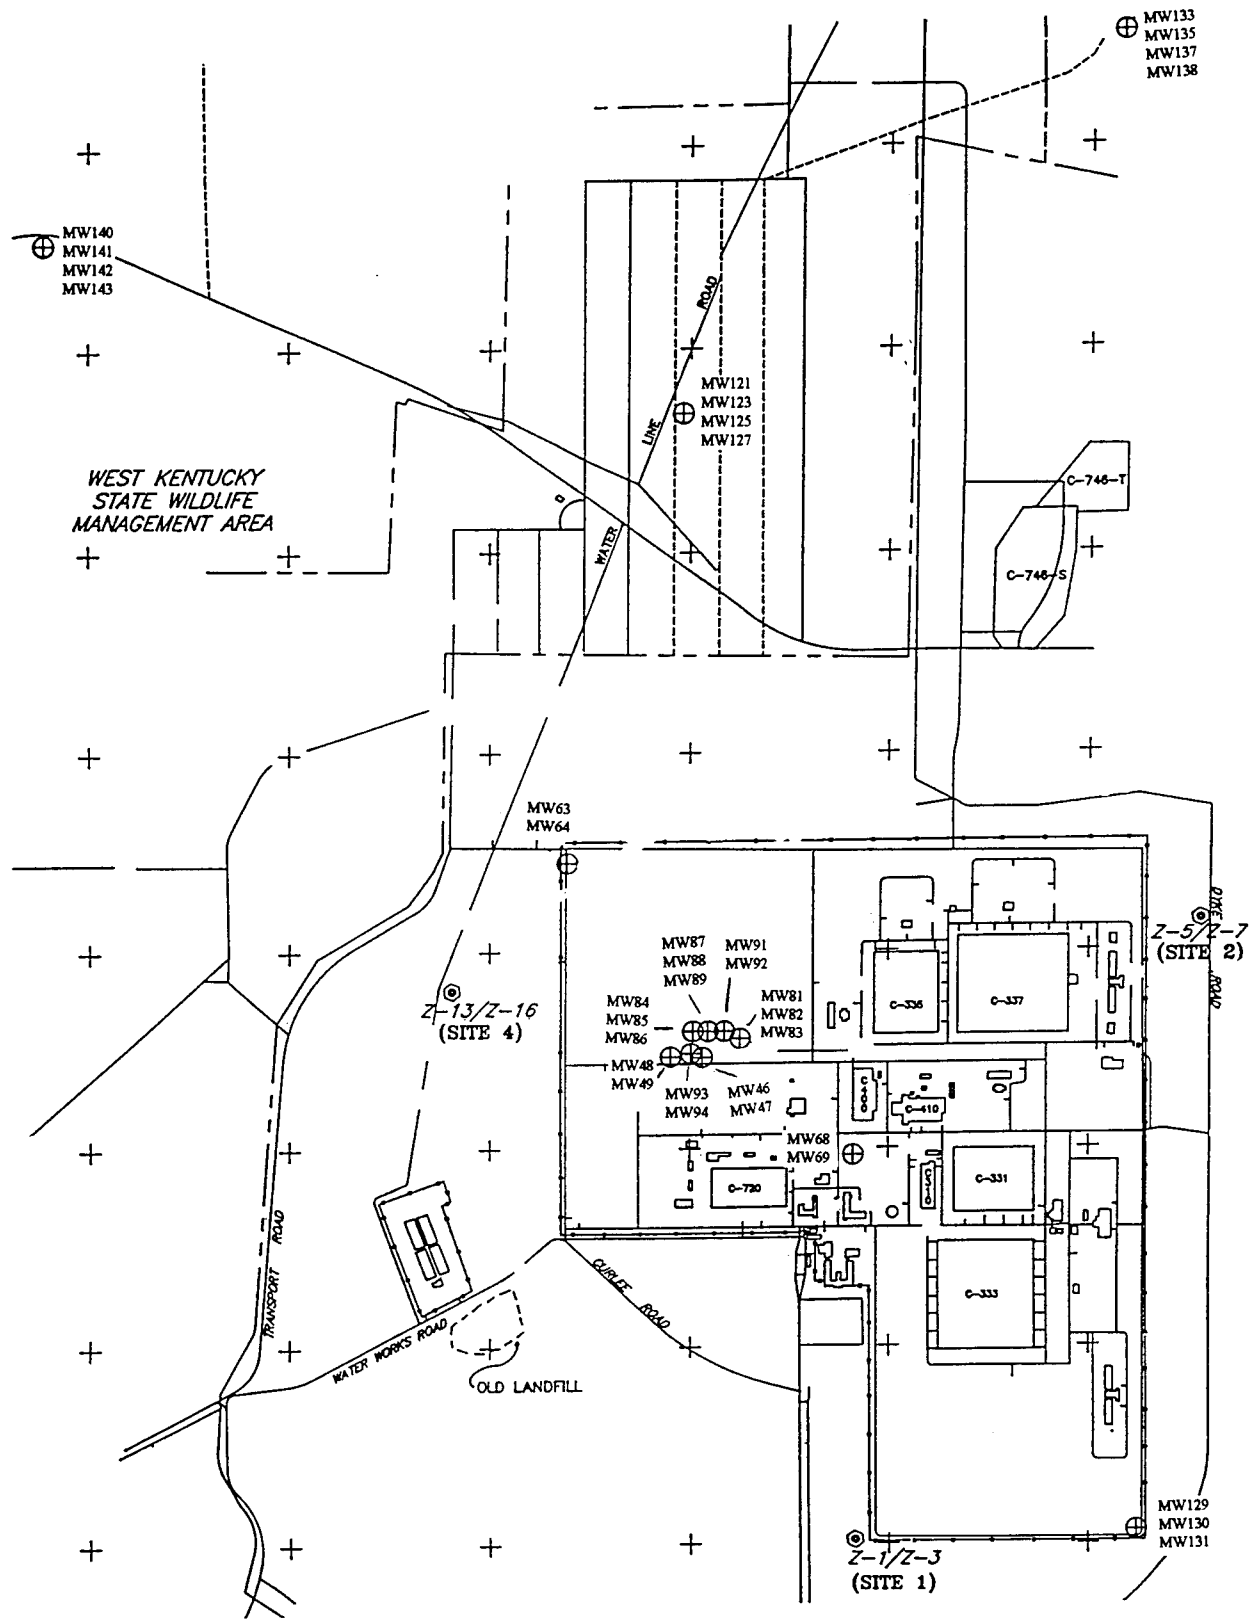 MW133
MW135
MW137
MW138
MW140
MW141
MW142
MW143
ROAD
MW121
MW123
MW125
MW127
LINE
WEST KENTUCKY
STATE WILDLIFE
MANAGEMENT AREA
C-746-T
WATER
C-746-S
MW63
MW64
DYKE
Z-5/Z-7
(SITE 2)
ROAD
MW87
MW88
MW89
MW91
MW92
MW84
MW85
MW86
MW81
MW82
MW83
C-335
C-337
Z-13/Z-16
(SITE 4)
MW48
MW49
MW93
MW94
MW46
MW47
C-400
C-410
MW68
MW69
C-720
C-310
C-331
ROAD
TRANSPORT
CURLEE
ROAD
C-333
WATER WORKS ROAD
OLD LANDFILL
MW129
MW130
MW131
Z-1/Z-3
(SITE 1)